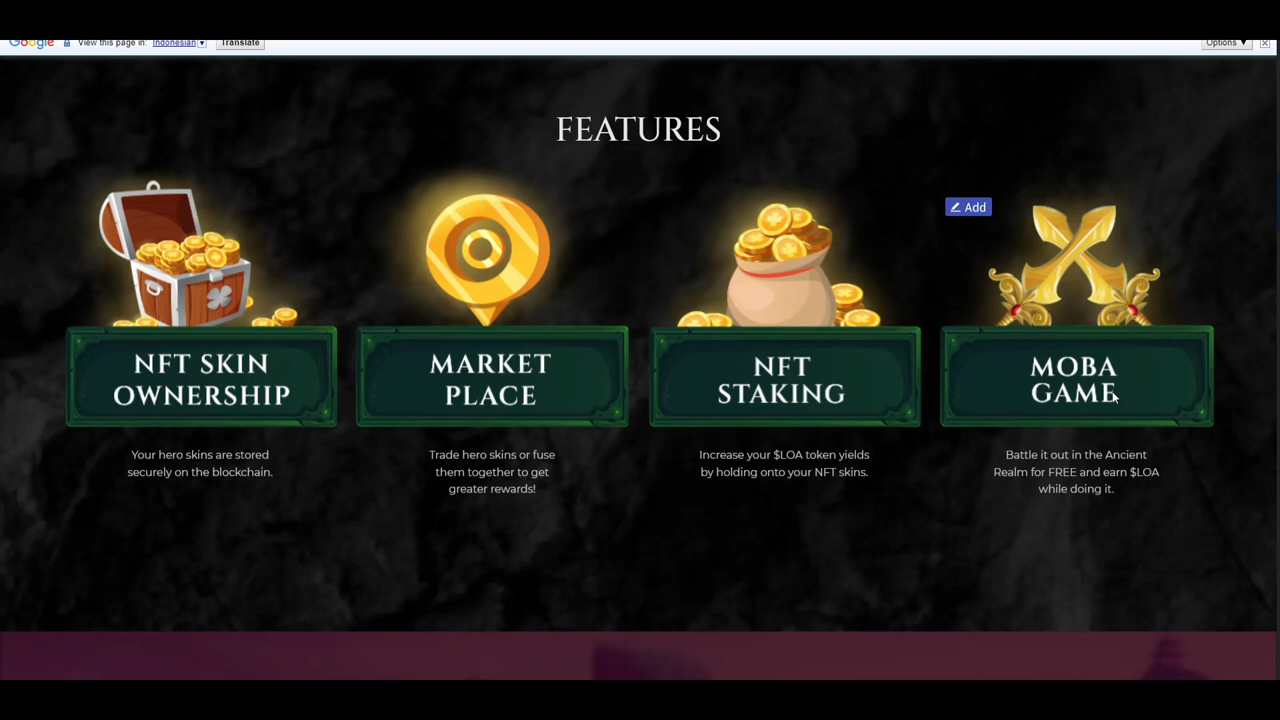 Google View this page in: Indonesian Translate Options ▼
FEATURES
Add
NFT SKIN
OWNERSHIP
Your hero skins are stored
securely on the blockchain.
MARKET
PLACE
Trade hero skins or fuse
them together to get
greater rewards!
NFT
STAKING
Increase your $LOA token yields
by holding onto your NFT skins.
MOBA
GAME
Battle it out in the Ancient
Realm for FREE and earn $LOA
while doing it.